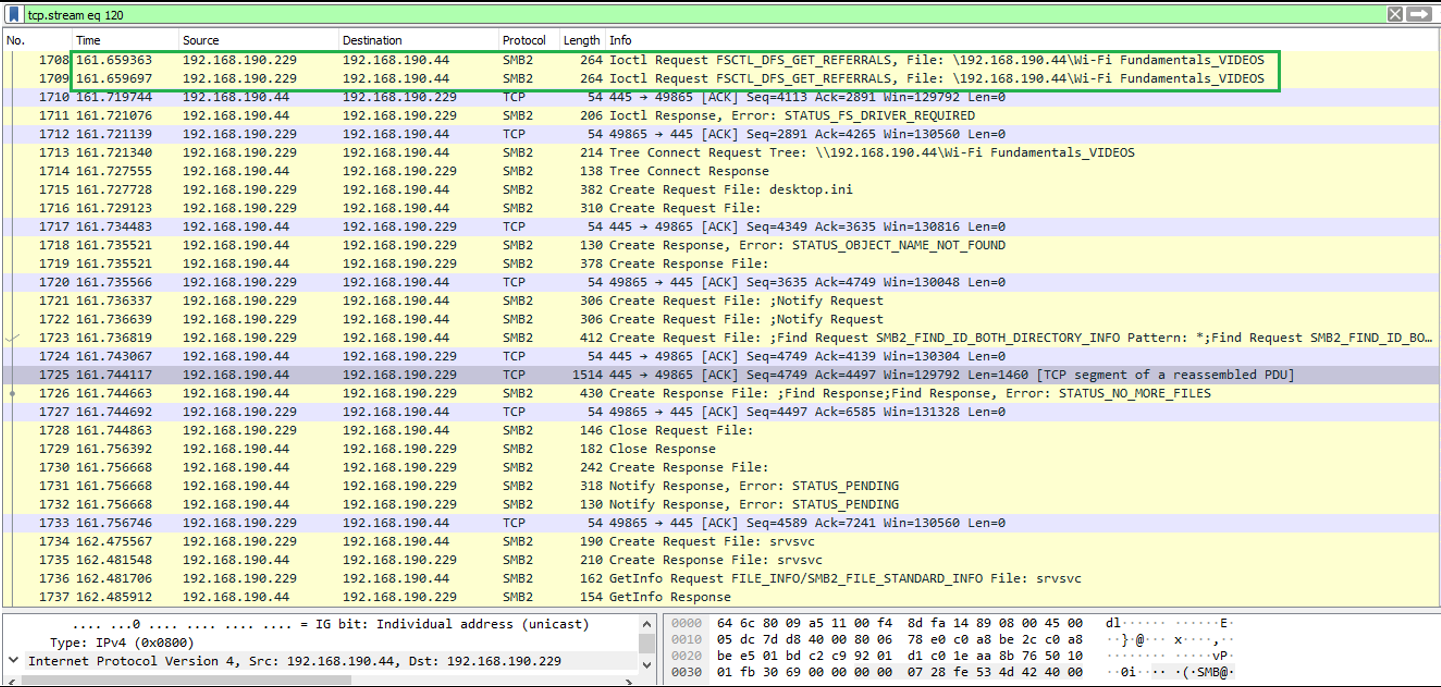 tcp.stream eq 120
No. Time Source Destination Protocol Length Info
1708 161.659363 192.168.190.229 192.168.190.44 SMB2 264 Ioctl Request FSCTL_DFS_GET_REFERRALS, File: \192.168.190.44\Wi-Fi Fundamentals_VIDEOS
1709 161.659697 192.168.190.229 192.168.190.44 SMB2 264 Ioctl Request FSCTL_DFS_GET_REFERRALS, File: \192.168.190.44\Wi-Fi Fundamentals_VIDEOS
1710 161.719744 192.168.190.44 192.168.190.229 TCP 54 445 → 49865 [ACK] Seq=4113 Ack=2891 Win=129792 Len=0
1711 161.721076 192.168.190.44 192.168.190.229 SMB2 206 Ioctl Response, Error: STATUS_FS_DRIVER_REQUIRED
1712 161.721139 192.168.190.229 192.168.190.44 TCP 54 49865 → 445 [ACK] Seq=2891 Ack=4265 Win=130560 Len=0
1713 161.721340 192.168.190.229 192.168.190.44 SMB2 214 Tree Connect Request Tree: \\192.168.190.44\Wi-Fi Fundamentals_VIDEOS
1714 161.727555 192.168.190.44 192.168.190.229 SMB2 138 Tree Connect Response
1715 161.727728 192.168.190.229 192.168.190.44 SMB2 382 Create Request File: desktop.ini
1716 161.729123 192.168.190.229 192.168.190.44 SMB2 310 Create Request File:
1717 161.734483 192.168.190.44 192.168.190.229 TCP 54 445 → 49865 [ACK] Seq=4349 Ack=3635 Win=130816 Len=0
1718 161.735521 192.168.190.44 192.168.190.229 SMB2 130 Create Response, Error: STATUS_OBJECT_NAME_NOT_FOUND
1719 161.735521 192.168.190.44 192.168.190.229 SMB2 378 Create Response File:
1720 161.735566 192.168.190.229 192.168.190.44 TCP 54 49865 → 445 [ACK] Seq=3635 Ack=4749 Win=130048 Len=0
1721 161.736337 192.168.190.229 192.168.190.44 SMB2 306 Create Request File: ;Notify Request
1722 161.736639 192.168.190.229 192.168.190.44 SMB2 306 Create Request File: ;Notify Request
1723 161.736819 192.168.190.229 192.168.190.44 SMB2 412 Create Request File: ;Find Request SMB2_FIND_ID_BOTH_DIRECTORY_INFO Pattern: *;Find Request SMB2_FIND_ID_BO…
1724 161.743067 192.168.190.44 192.168.190.229 TCP 54 445 → 49865 [ACK] Seq=4749 Ack=4139 Win=130304 Len=0
1725 161.744117 192.168.190.44 192.168.190.229 TCP 1514 445 → 49865 [ACK] Seq=4749 Ack=4497 Win=129792 Len=1460 [TCP segment of a reassembled PDU]
1726 161.744663 192.168.190.44 192.168.190.229 SMB2 430 Create Response File: ;Find Response;Find Response, Error: STATUS_NO_MORE_FILES
1727 161.744692 192.168.190.229 192.168.190.44 TCP 54 49865 → 445 [ACK] Seq=4497 Ack=6585 Win=131328 Len=0
1728 161.744863 192.168.190.229 192.168.190.44 SMB2 146 Close Request File:
1729 161.756392 192.168.190.44 192.168.190.229 SMB2 182 Close Response
1730 161.756668 192.168.190.44 192.168.190.229 SMB2 242 Create Response File:
1731 161.756668 192.168.190.44 192.168.190.229 SMB2 318 Notify Response, Error: STATUS_PENDING
1732 161.756668 192.168.190.44 192.168.190.229 SMB2 130 Notify Response, Error: STATUS_PENDING
1733 161.756746 192.168.190.229 192.168.190.44 TCP 54 49865 → 445 [ACK] Seq=4589 Ack=7241 Win=130560 Len=0
1734 162.475567 192.168.190.229 192.168.190.44 SMB2 190 Create Request File: srvsvc
1735 162.481548 192.168.190.44 192.168.190.229 SMB2 210 Create Response File: srvsvc
1736 162.481706 192.168.190.229 192.168.190.44 SMB2 162 GetInfo Request FILE_INFO/SMB2_FILE_STANDARD_INFO File: srvsvc
1737 162.485912 192.168.190.44 192.168.190.229 SMB2 154 GetInfo Response
.... ...0 .... .... .... .... = IG bit: Individual address (unicast)
Type: IPv4 (0x0800)
Internet Protocol Version 4, Src: 192.168.190.44, Dst: 192.168.190.229
0000 64 6c 80 09 a5 11 00 f4 8d fa 14 89 08 00 45 00 dl······ ······E·
0010 05 dc 7d d8 40 00 80 06 78 e0 c0 a8 be 2c c0 a8 ··}·@··· x····,··
0020 be e5 01 bd c2 c9 92 01 d1 c0 1e aa 8b 76 50 10 ········ ·····vP·
0030 01 fb 30 69 00 00 00 00 07 28 fe 53 4d 42 40 00 ··0i···· ·(·SMB@·